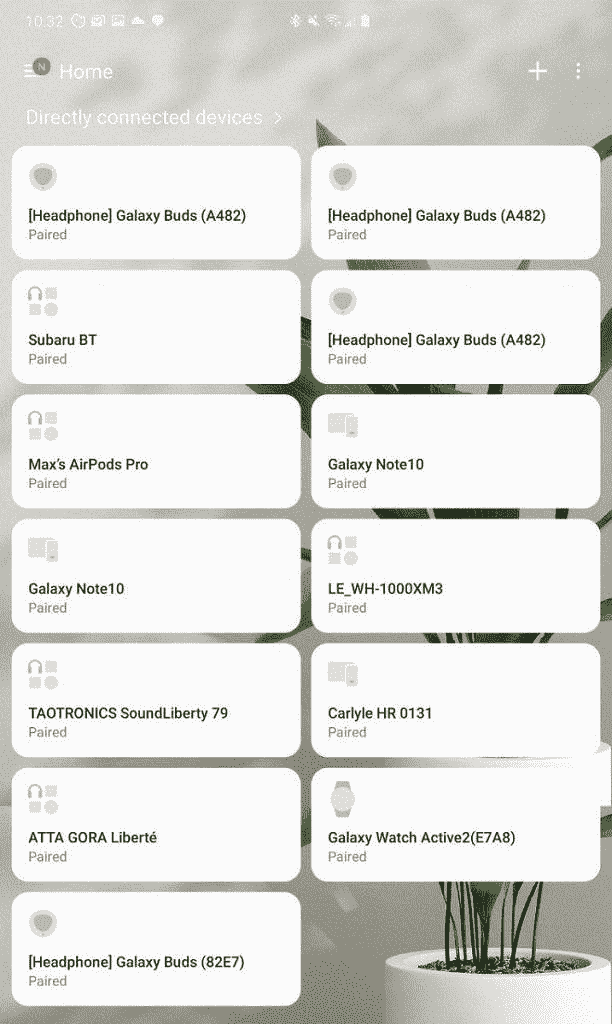 10:32
N
Home
Directly connected devices
[Headphone] Galaxy Buds (A482)
Paired
[Headphone] Galaxy Buds (A482)
Paired
Subaru BT
Paired
[Headphone] Galaxy Buds (A482)
Paired
Max’s AirPods Pro
Paired
Galaxy Note10
Paired
Galaxy Note10
Paired
LE_WH-1000XM3
Paired
TAOTRONICS SoundLiberty 79
Paired
Carlyle HR 0131
Paired
ATTA GORA Liberté
Paired
Galaxy Watch Active2(E7A8)
Paired
[Headphone] Galaxy Buds (82E7)
Paired